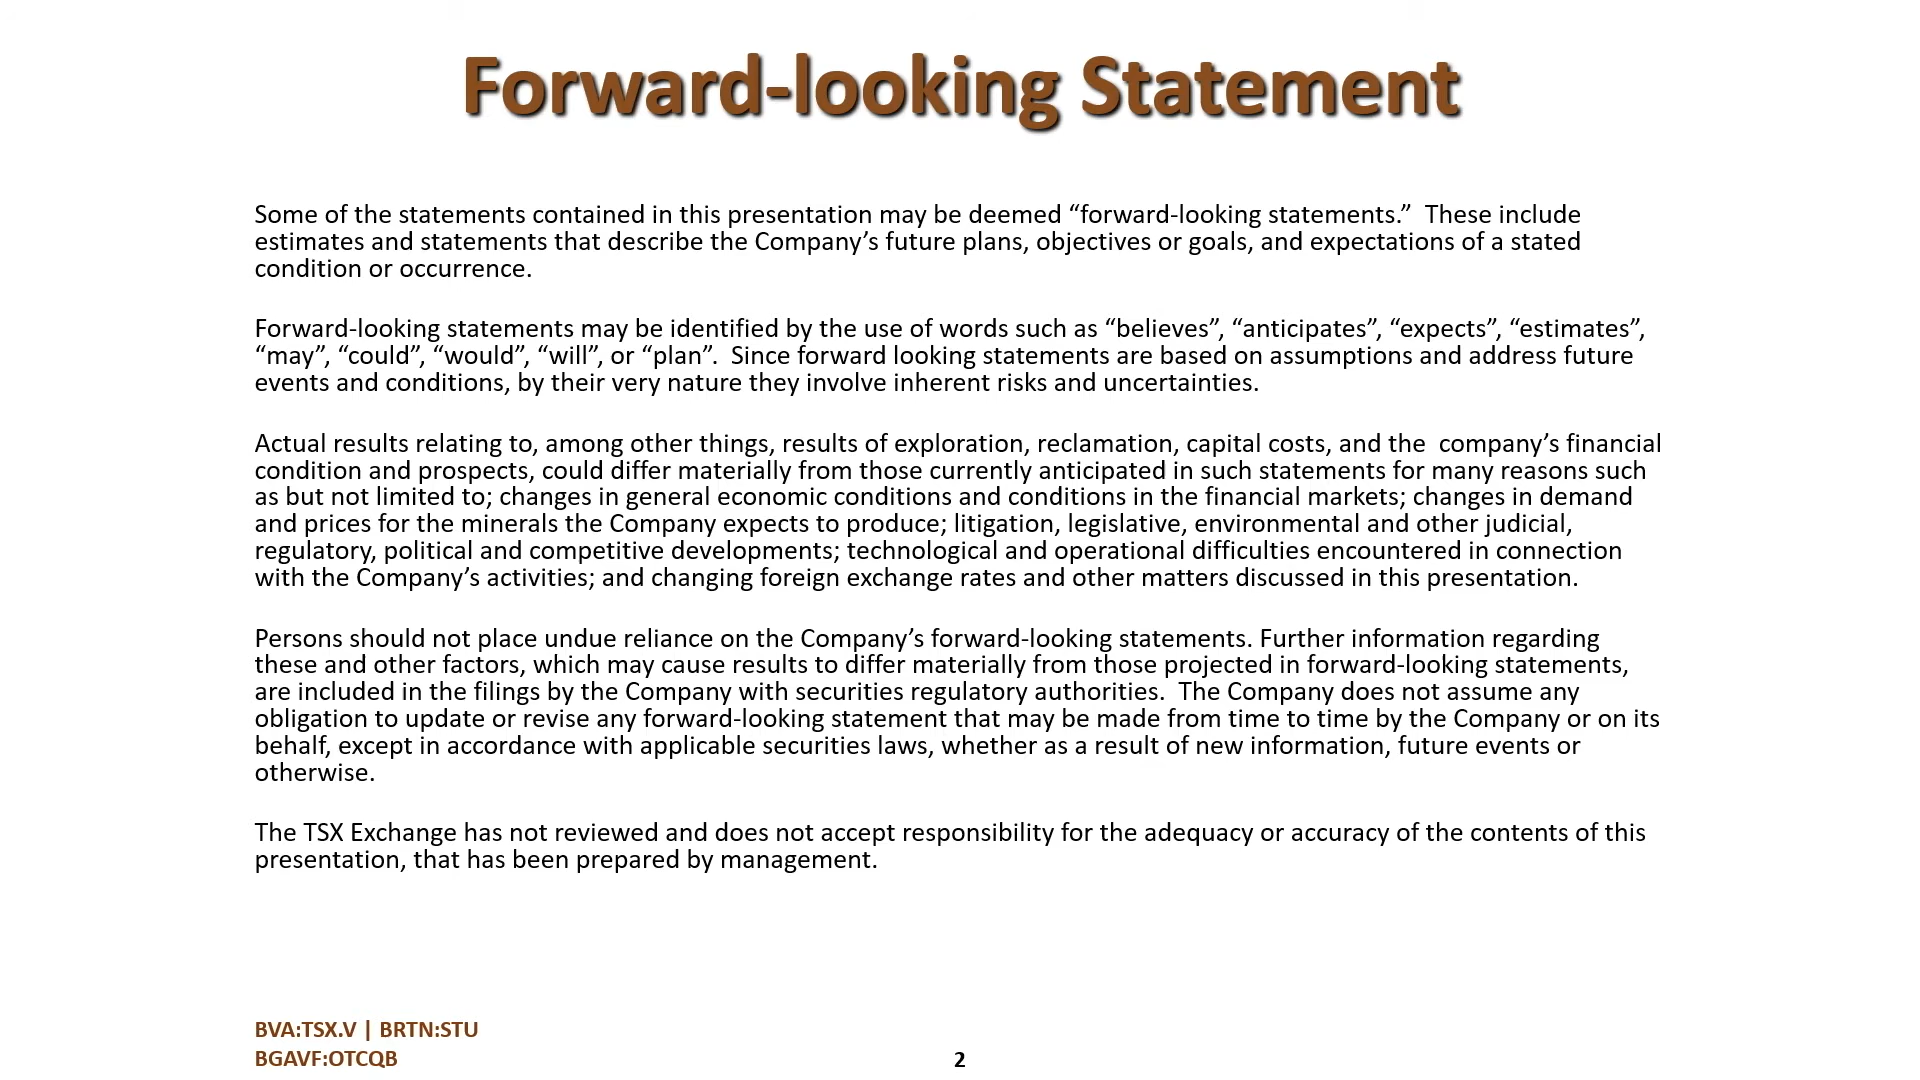 Forward-looking Statement
Some of the statements contained in this presentation may be deemed “forward-looking statements.”  These include
estimates and statements that describe the Company’s future plans, objectives or goals, and expectations of a stated
condition or occurrence.
Forward-looking statements may be identified by the use of words such as “believes”, “anticipates”, “expects”, “estimates”,
“may”, “could”, “would”, “will”, or “plan”.  Since forward looking statements are based on assumptions and address future
events and conditions, by their very nature they involve inherent risks and uncertainties.
Actual results relating to, among other things, results of exploration, reclamation, capital costs, and the  company’s financial
condition and prospects, could differ materially from those currently anticipated in such statements for many reasons such
as but not limited to; changes in general economic conditions and conditions in the financial markets; changes in demand
and prices for the minerals the Company expects to produce; litigation, legislative, environmental and other judicial,
regulatory, political and competitive developments; technological and operational difficulties encountered in connection
with the Company’s activities; and changing foreign exchange rates and other matters discussed in this presentation.
Persons should not place undue reliance on the Company’s forward-looking statements. Further information regarding
these and other factors, which may cause results to differ materially from those projected in forward-looking statements,
are included in the filings by the Company with securities regulatory authorities.  The Company does not assume any
obligation to update or revise any forward-looking statement that may be made from time to time by the Company or on its
behalf, except in accordance with applicable securities laws, whether as a result of new information, future events or
otherwise.
The TSX Exchange has not reviewed and does not accept responsibility for the adequacy or accuracy of the contents of this
presentation, that has been prepared by management.
BVA:TSX.V | BRTN:STU
BGAVF:OTCQB
2